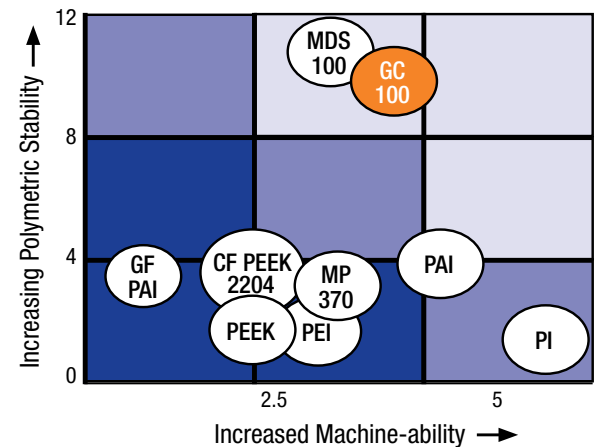 Increasing Polymetric Stability
12
8
4
0
MDS
100
GC
100
GF
PAI
CF PEEK
2204
MP
370
PAI
PEEK
PEI
PI
2.5
5
Increased Machine-ability